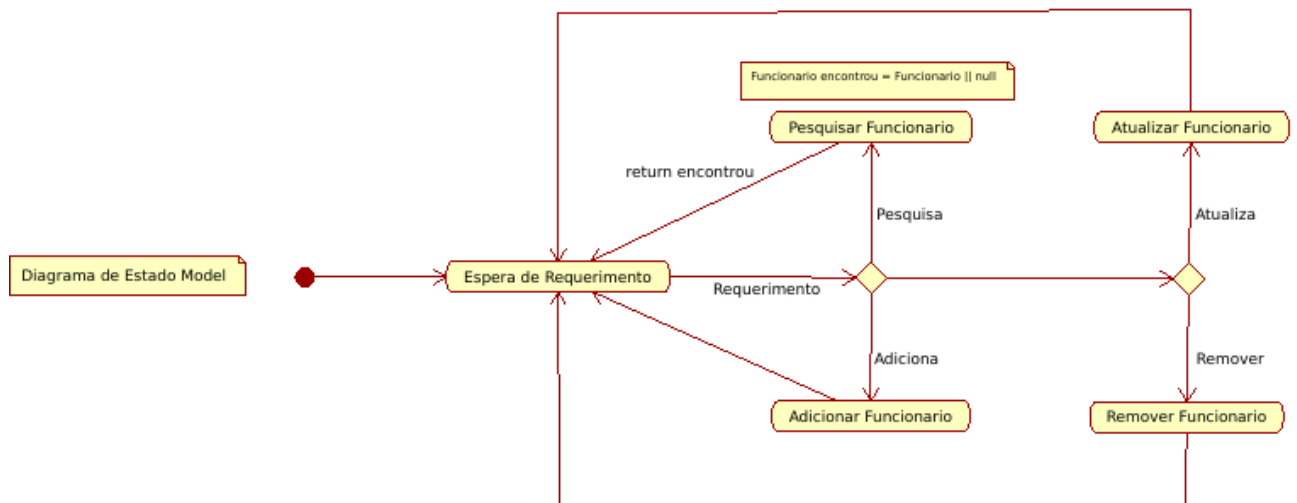 Funcionario encontrou = Funcionario || null
Pesquisar Funcionario
Atualizar Funcionario
return encontrou
Pesquisa
Atualiza
Diagrama de Estado Model
Espera de Requerimento
Requerimento
Adiciona
Remover
Adicionar Funcionario
Remover Funcionario